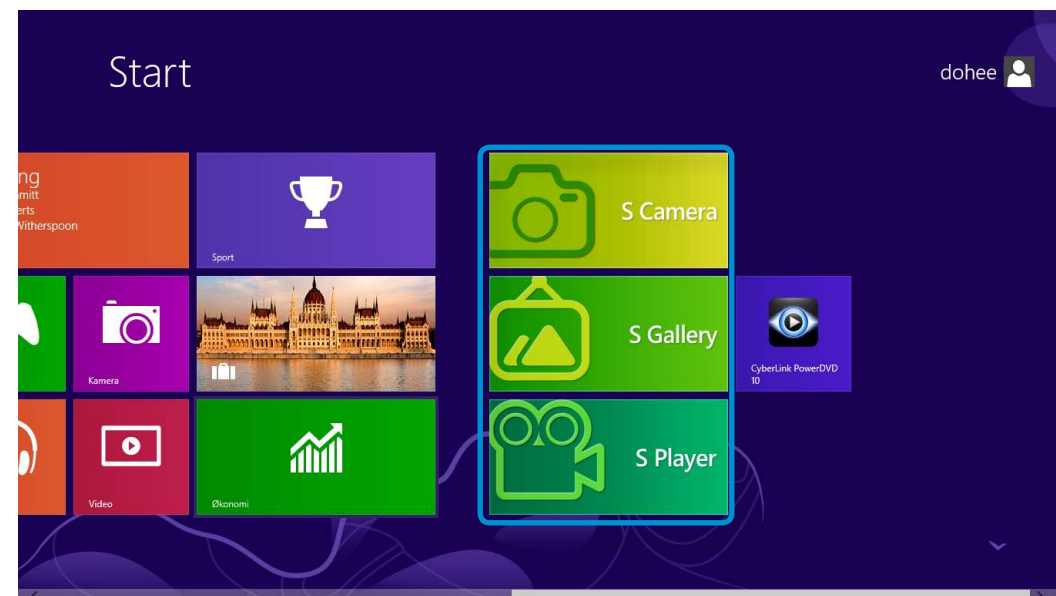 Start
dohee
ng
mitt
erts
Witherspoon
Sport
S Camera
Kamera
S Gallery
CyberLink PowerDVD
10
Video
Økonomi
S Player